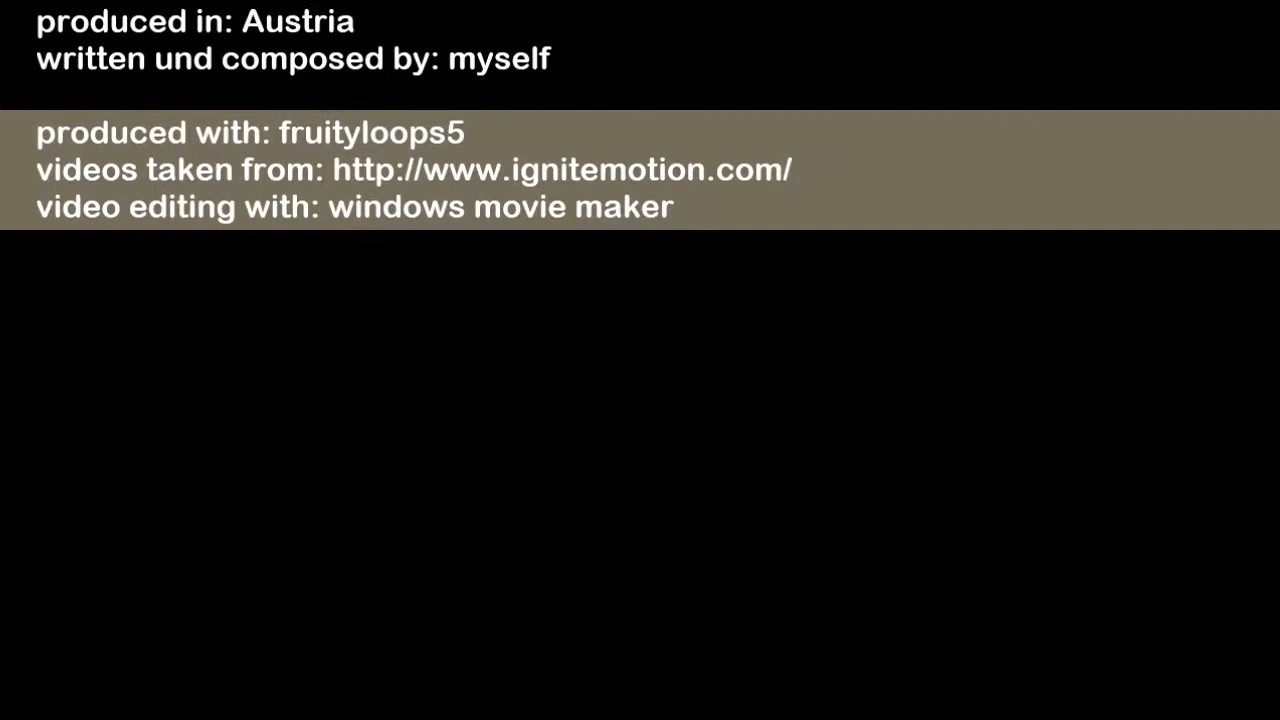 produced in: Austria
written und composed by: myself
produced with: fruityloops5
videos taken from: http://www.ignitemotion.com/
video editing with: windows movie maker